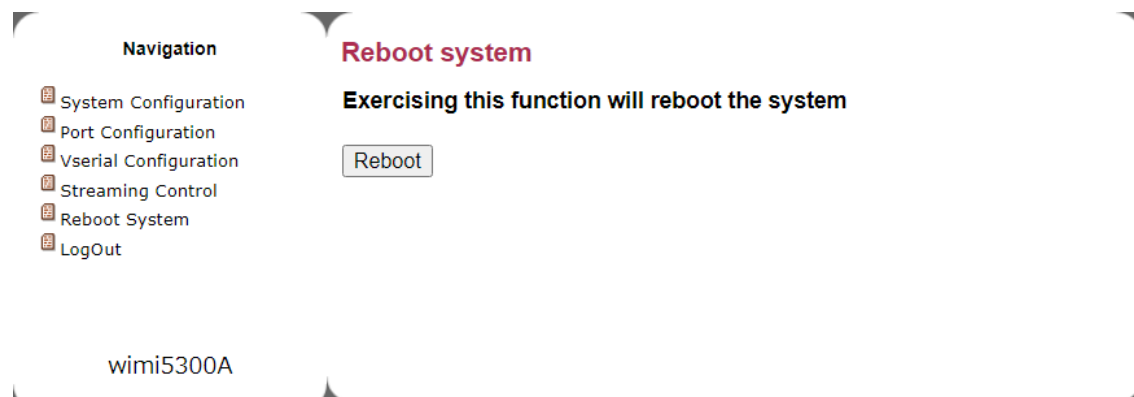 Navigation
System Configuration
Port Configuration
Vserial Configuration
Streaming Control
Reboot System
LogOut
wimi5300A
Reboot system
Exercising this function will reboot the system
Reboot